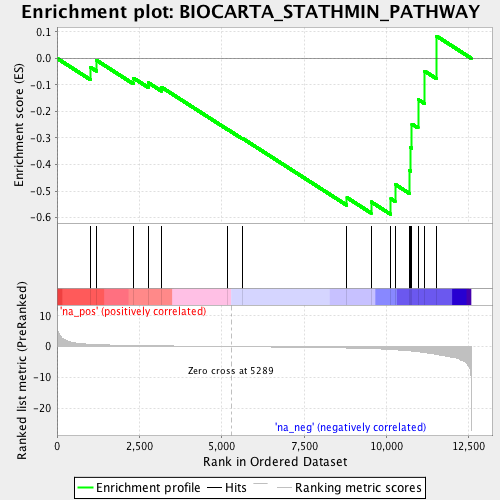 Enrichment plot: BIOCARTA_STATHMIN_PATHWAY
Enrichment score (ES)
0.1
0.0
-0.1
-0.2
-0.3
-0.4
-0.5
-0.6
'na_pos' (positively correlated)
Ranked list metric (PreRanked)
10
0
-10
-20
Zero cross at 5289
'na_neg' (negatively correlated)
0 2,500 5,000 7,500 10,000 12,500
Rank in Ordered Dataset
Enrichment profile Hits Ranking metric scores